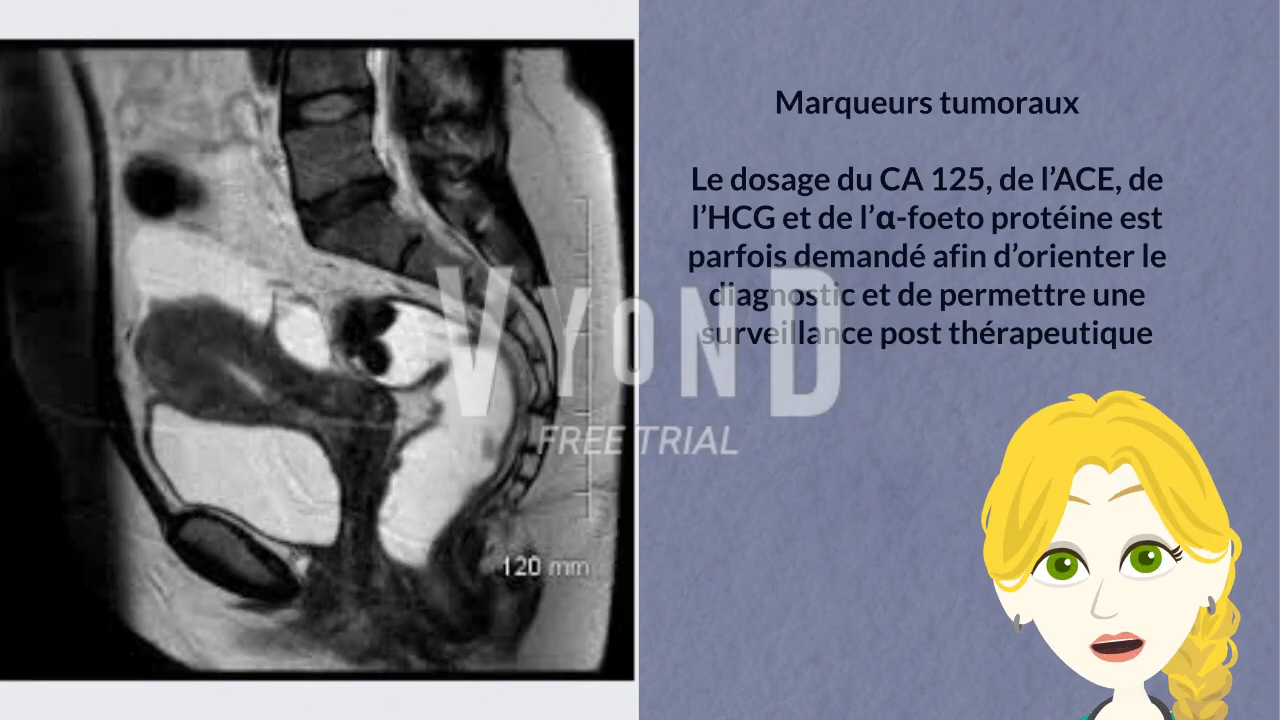 Marqueurs tumoraux
Le dosage du CA 125, de l’ACE, de
l’HCG et de l’α-foeto protéine est
parfois demandé afin d’orienter le
diagnostic et de permettre une
surveillance post thérapeutique
VYOND
FREE TRIAL
120 mm